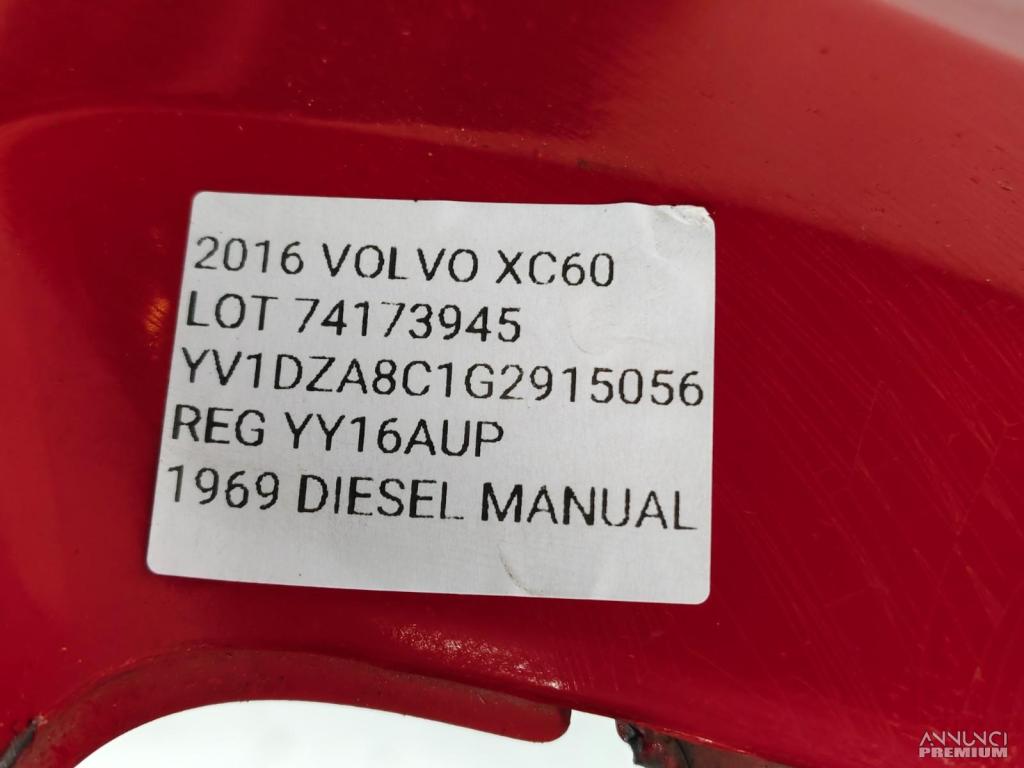 2016 VOLVO XC60
LOT 74173945
YV1DZA8C1G2915056
REG YY16AUP
1969 DIESEL MANUAL
ANNUNCI
PREMIUM